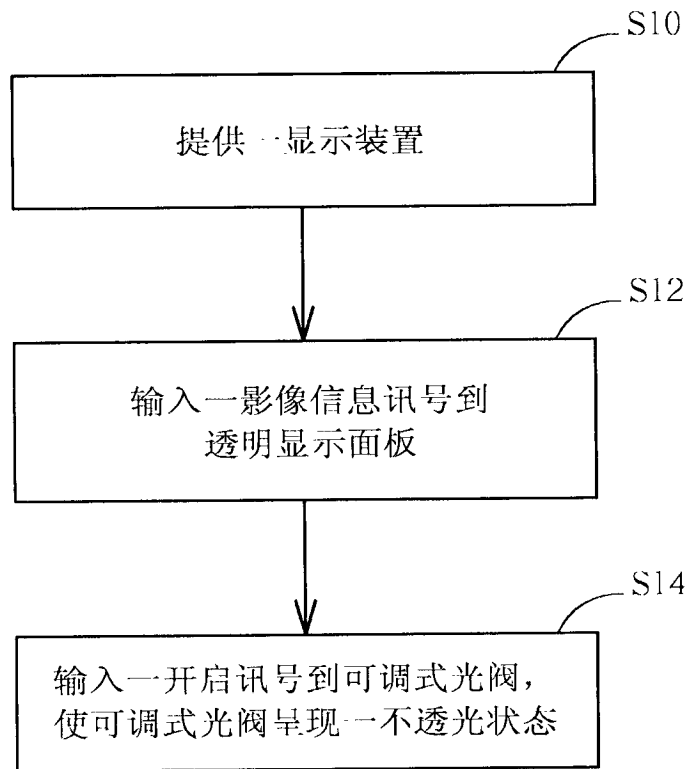 S10
提供一显示装置
S12
输入一影像信息讯号到
透明显示面板
S14
输入一开启讯号到可调式光阀，
使可调式光阀呈现一不透光状态